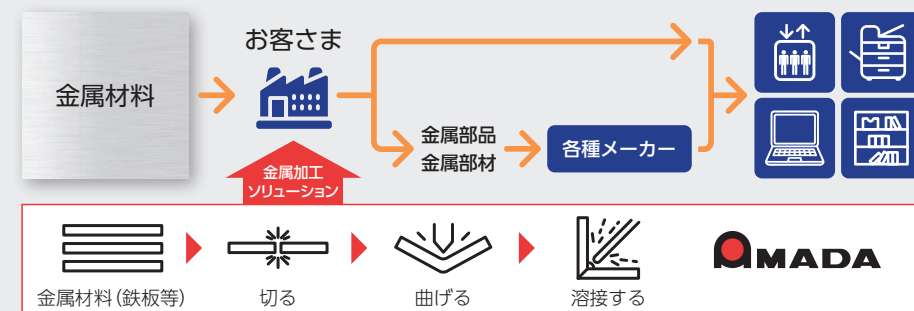 お客さま
金属材料
金属部品
金属部材
各種メーカー
金属加工
ソリューション
金属材料(鉄板等)
切る
曲げる
溶接する
AMADA